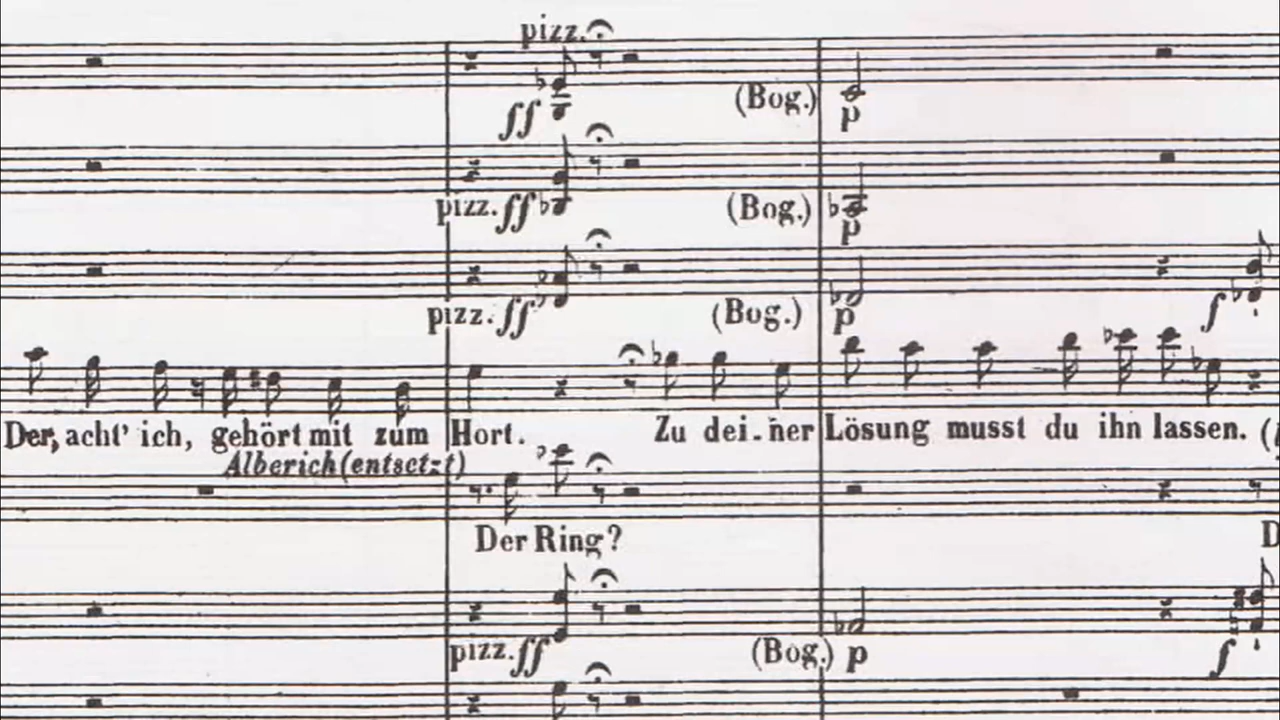 pizz.
ff (Bog.) p
pizz. ff (Bog.) p
pizz. ff (Bog.) p f
Der, acht' ich, gehört mit zum Hort. Zu dei-ner Lösung musst du ihn lassen.
Alberich (entsetzt)
Der Ring?
pizz. ff (Bog.) p f